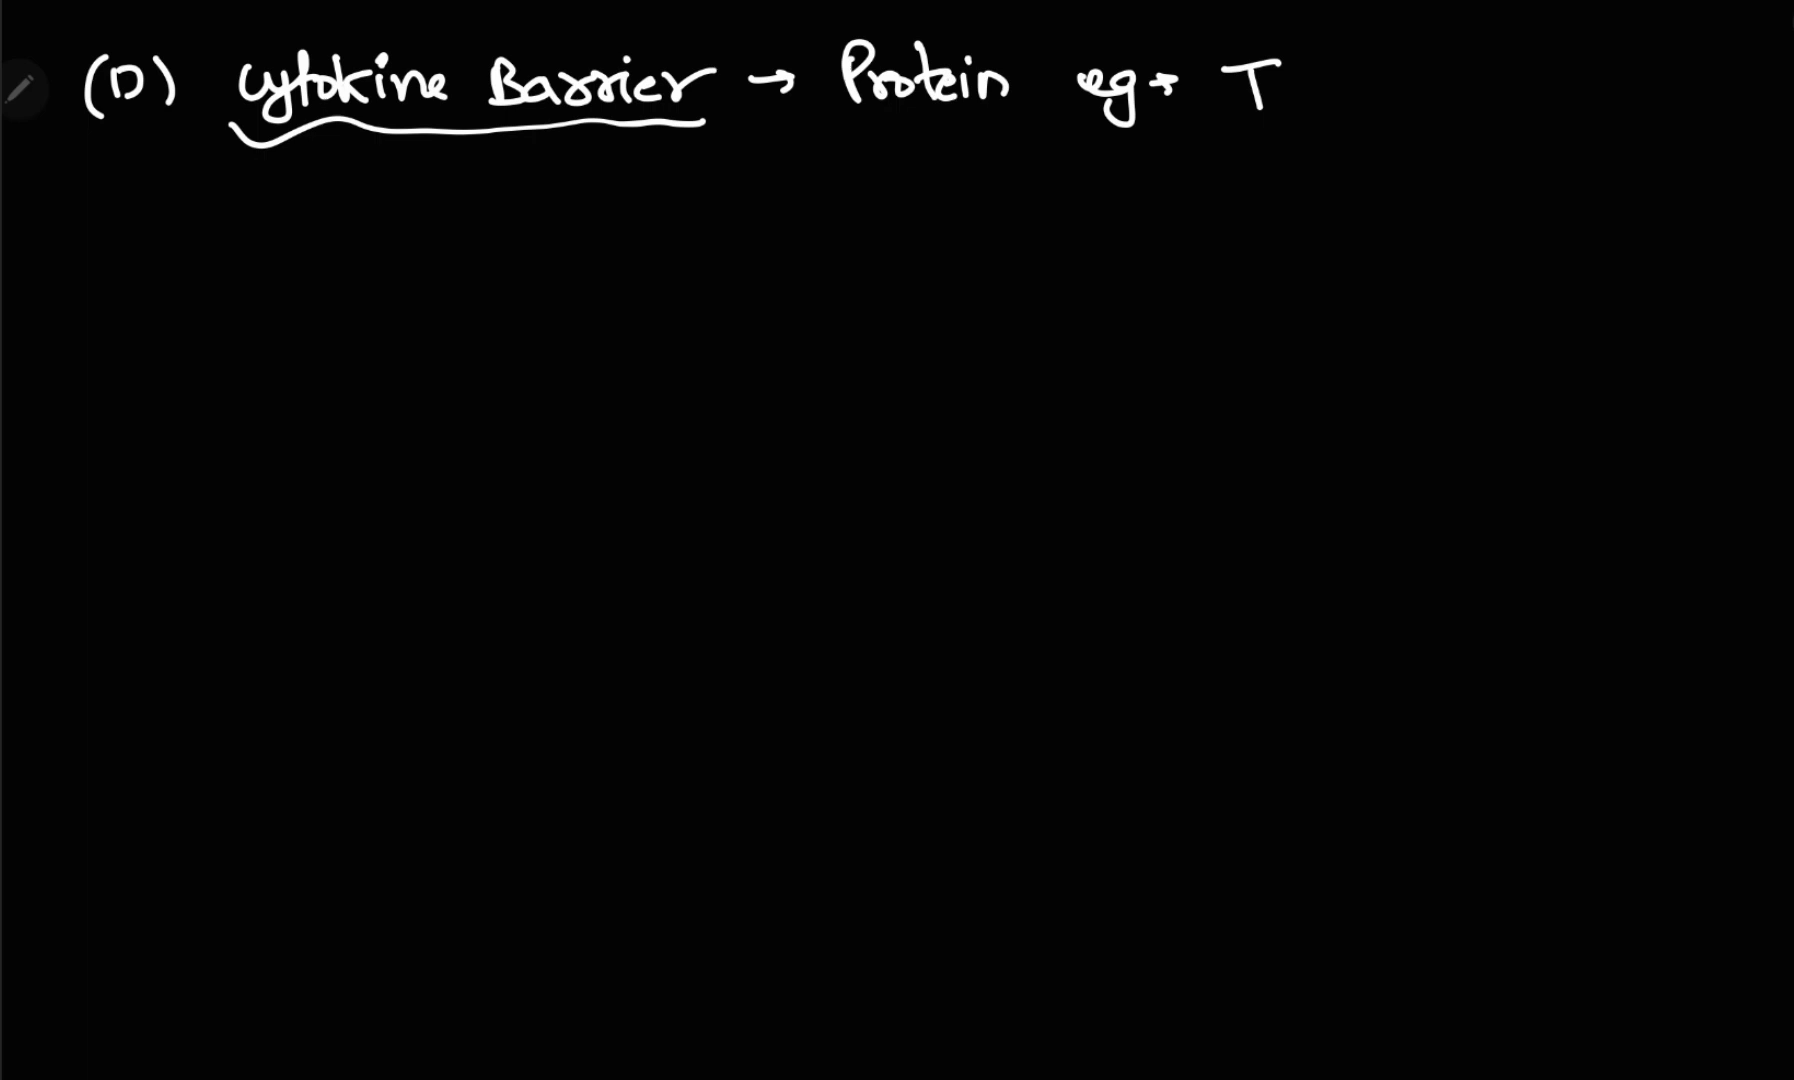 (D) Cytokine Barrier → Protein eg → T